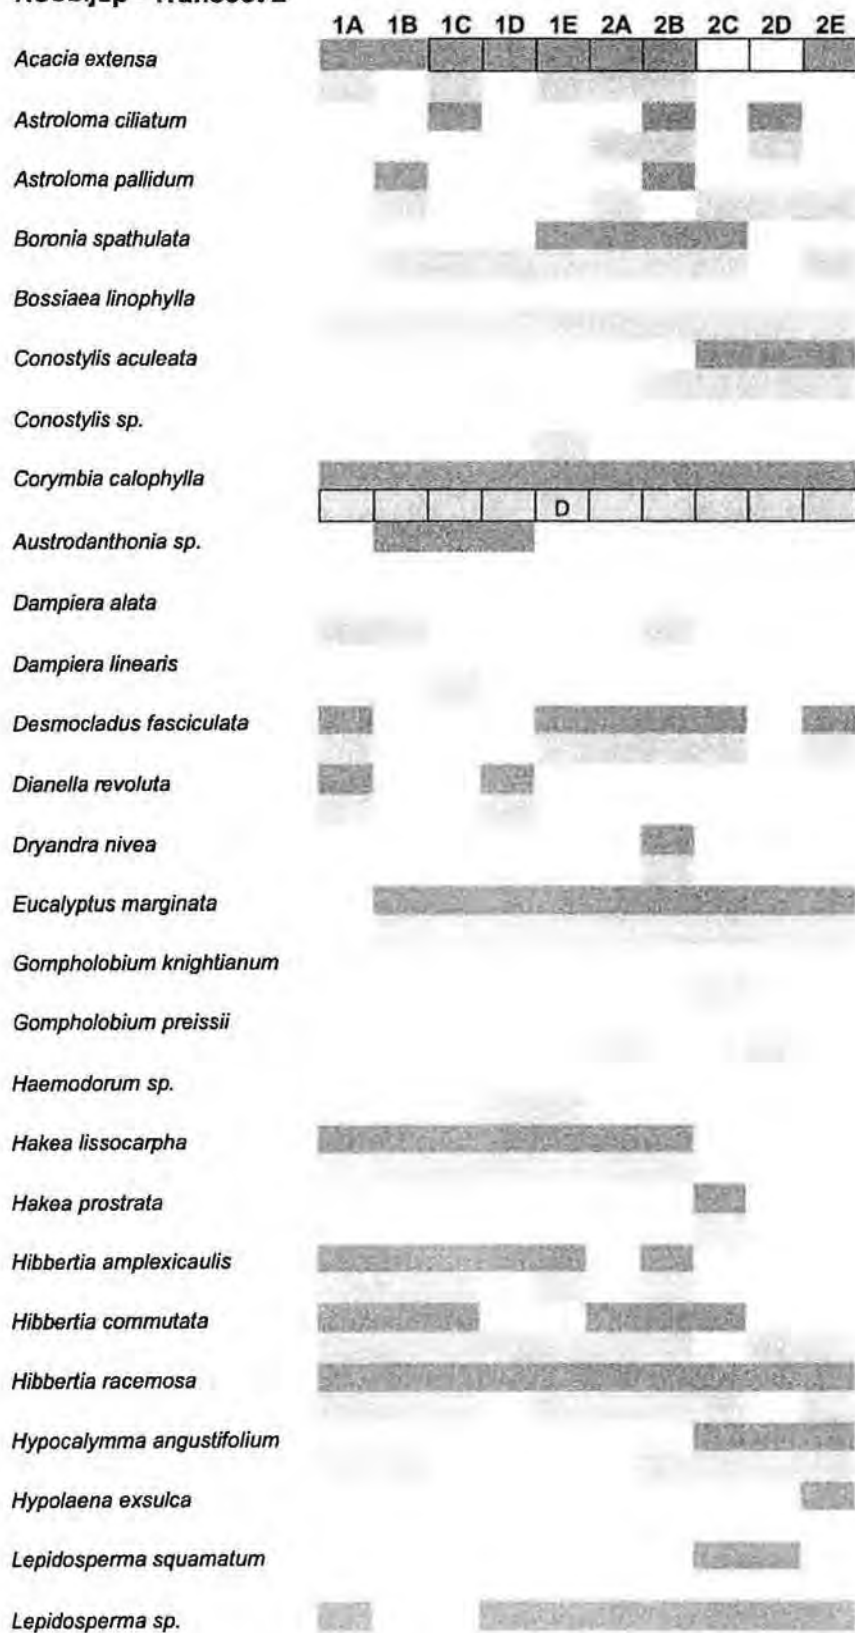 1A 1B 1C 1D 1E 2A 2B 2C 2D 2E
Acacia extensa
Astroloma ciliatum
Astroloma pallidum
Boronia spathulata
Bossiaea linophylla
Conostylis aculeata
Conostylis sp.
Corymbia calophylla
D
Austrodanthonia sp.
Dampiera alata
Dampiera linearis
Desmocladus fasciculata
Dianella revoluta
Dryandra nivea
Eucalyptus marginata
Gompholobium knightianum
Gompholobium preissii
Haemodorum sp.
Hakea lissocarpha
Hakea prostrata
Hibbertia amplexicaulis
Hibbertia commutata
Hibbertia racemosa
Hypocalymma angustifolium
Hypolaena exsulca
Lepidosperma squamatum
Lepidosperma sp.